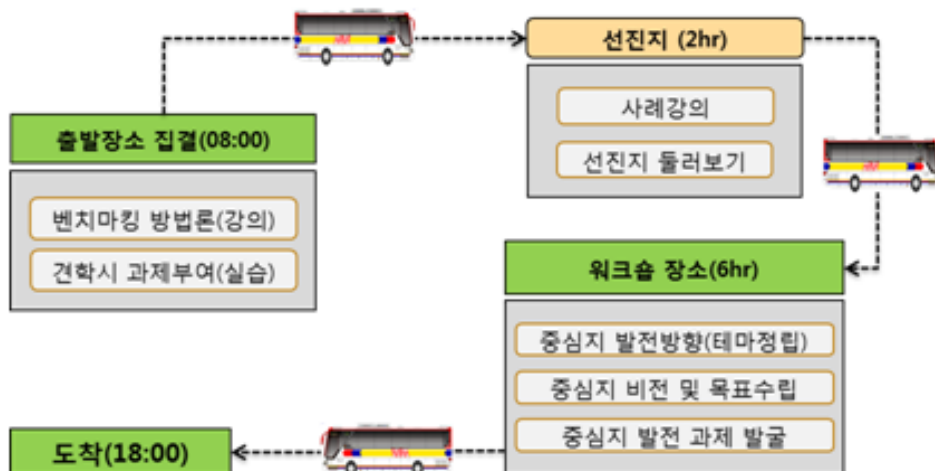 선진지 (2hr)
사례강의
선진지 둘러보기
출발장소 집결(08:00)
벤치마킹 방법론(강의)
견학시 과제부여(실습)
워크숍 장소(6hr)
중심지 발전방향(테마정립)
중심지 비전 및 목표수립
중심지 발전 과제 발굴
도착(18:00)